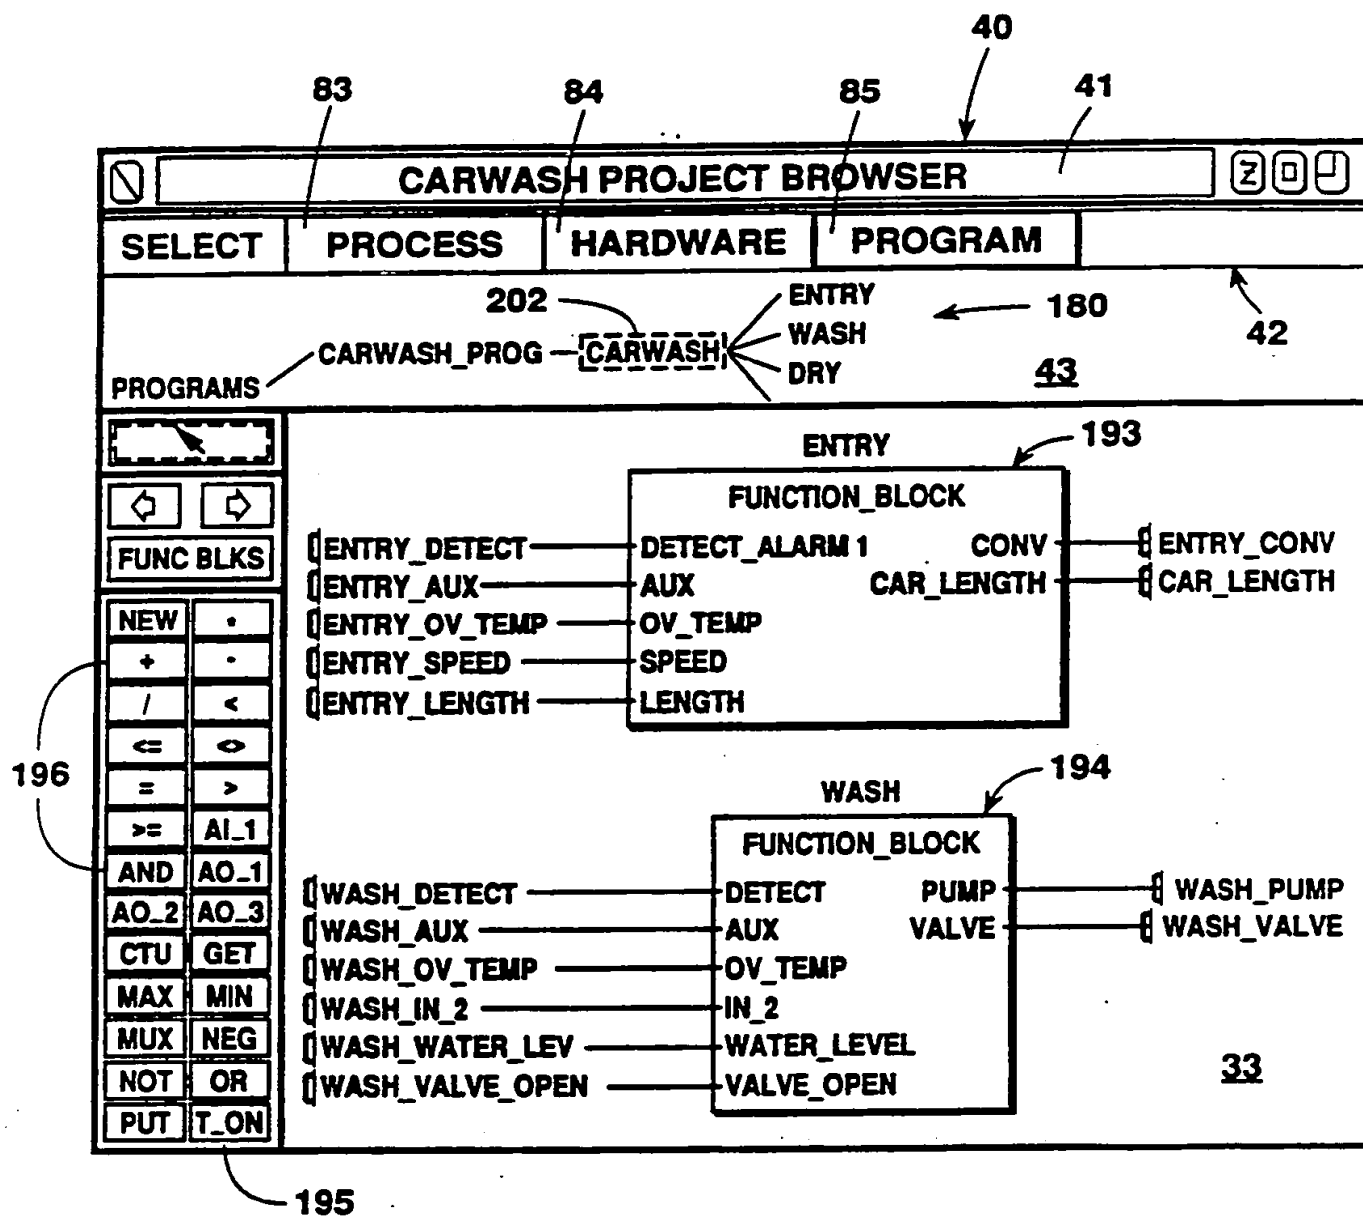 40
83 84 85 41
CARWASH PROJECT BROWSER
SELECT PROCESS HARDWARE PROGRAM
202 ENTRY 180
WASH 42
CARWASH_PROG CARWASH
DRY 43
PROGRAMS
ENTRY 193
FUNCTION_BLOCK
ENTRY_DETECT DETECT_ALARM 1 CONV ENTRY_CONV
ENTRY_AUX AUX CAR_LENGTH CAR_LENGTH
ENTRY_OV_TEMP OV_TEMP
ENTRY_SPEED SPEED
ENTRY_LENGTH LENGTH
FUNC BLKS
NEW *
+ -
/ <
<= <>
= >
>= AI_1
AND AO_1
AO_2 AO_3
CTU GET
MAX MIN
MUX NEG
NOT OR
PUT T_ON
196
195
WASH 194
FUNCTION_BLOCK
WASH_DETECT DETECT PUMP WASH_PUMP
WASH_AUX AUX VALVE WASH_VALVE
WASH_OV_TEMP OV_TEMP
WASH_IN_2 IN_2
WASH_WATER_LEV WATER_LEVEL
WASH_VALVE_OPEN VALVE_OPEN
33